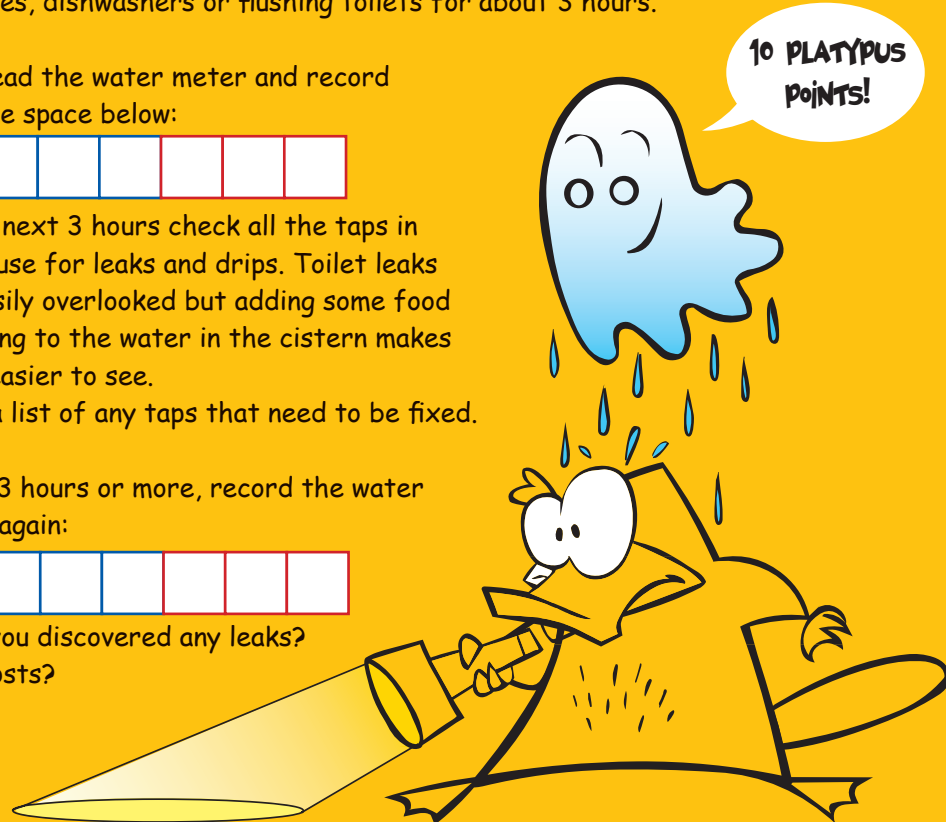 es, dishwashers or flushing toilets for about 3 hours.
ead the water meter and record
e space below:
next 3 hours check all the taps in
use for leaks and drips. Toilet leaks
sily overlooked but adding some food
ng to the water in the cistern makes
easier to see.
a list of any taps that need to be fixed.
3 hours or more, record the water
again:
you discovered any leaks?
osts?
10 PLATYPUS
POiNTS!